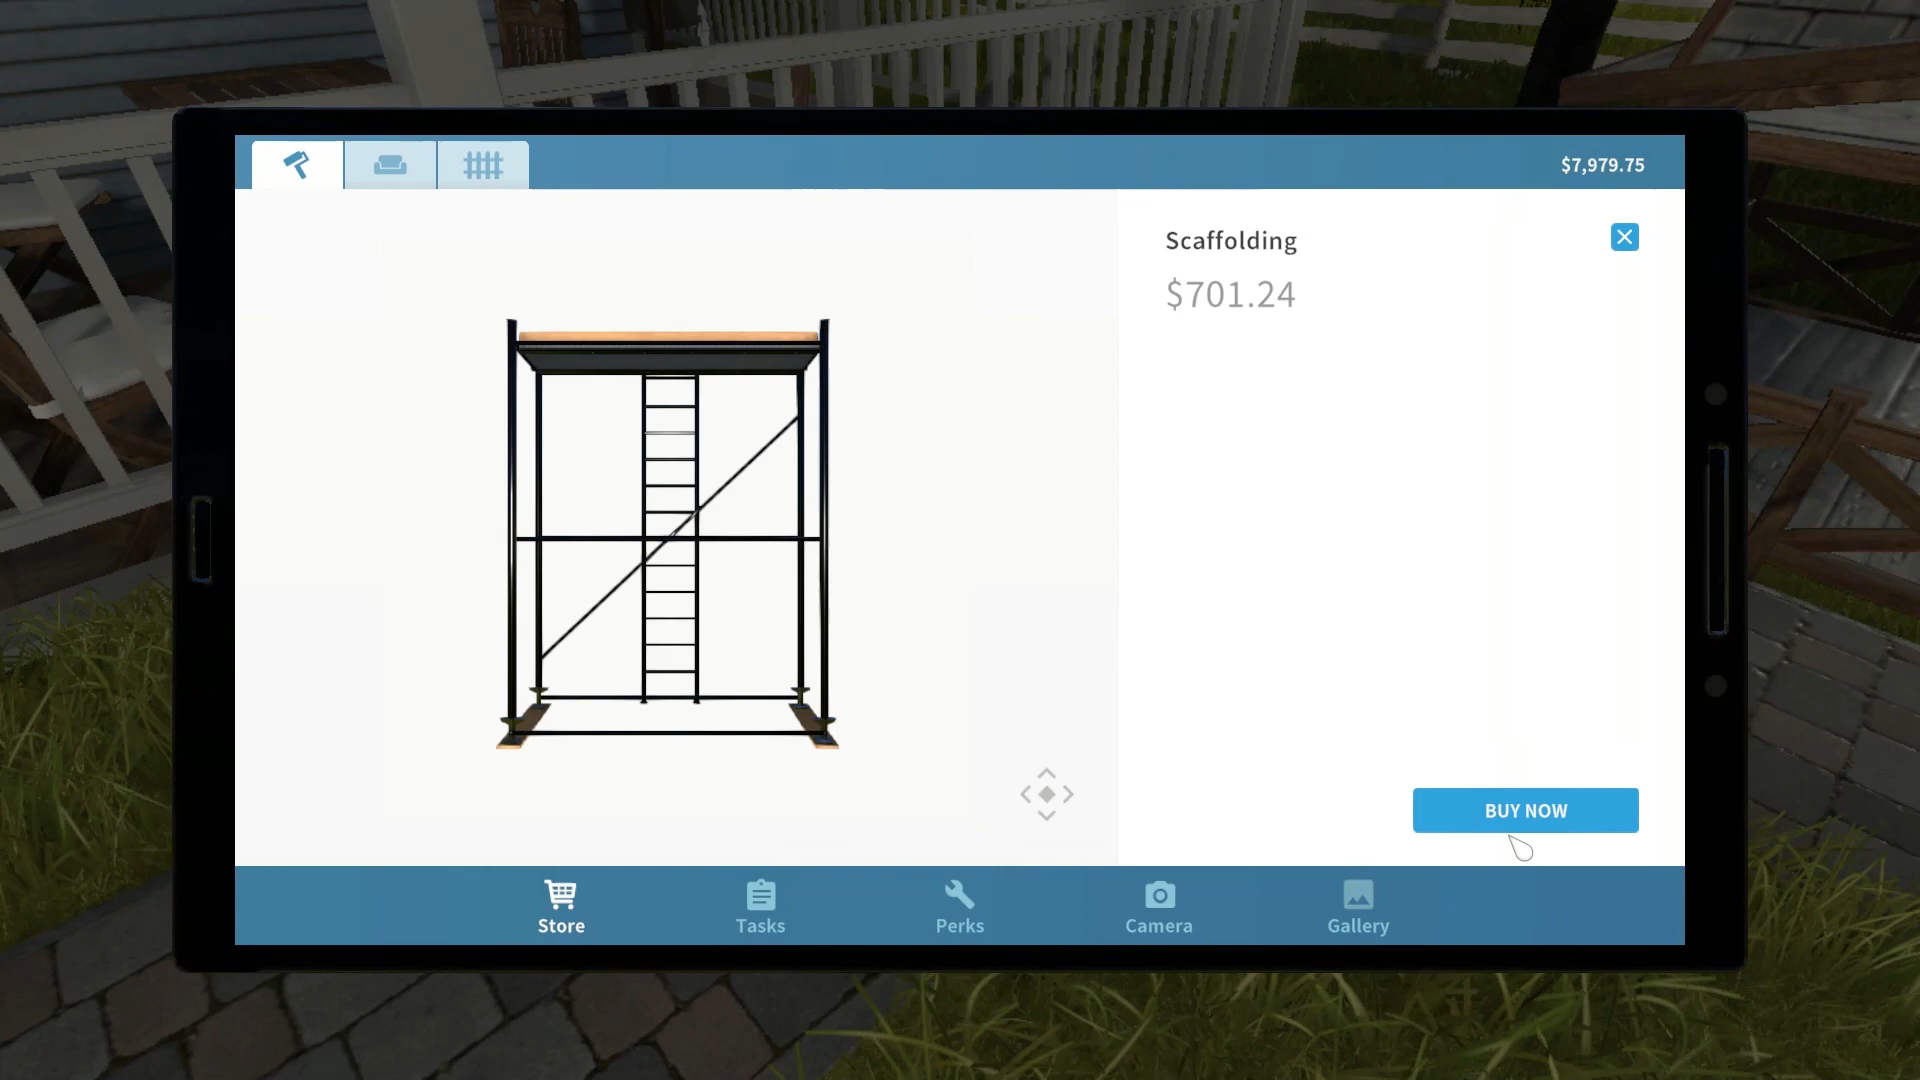 $7,979.75
Scaffolding
$701.24
BUY NOW
Store
Tasks
Perks
Camera
Gallery